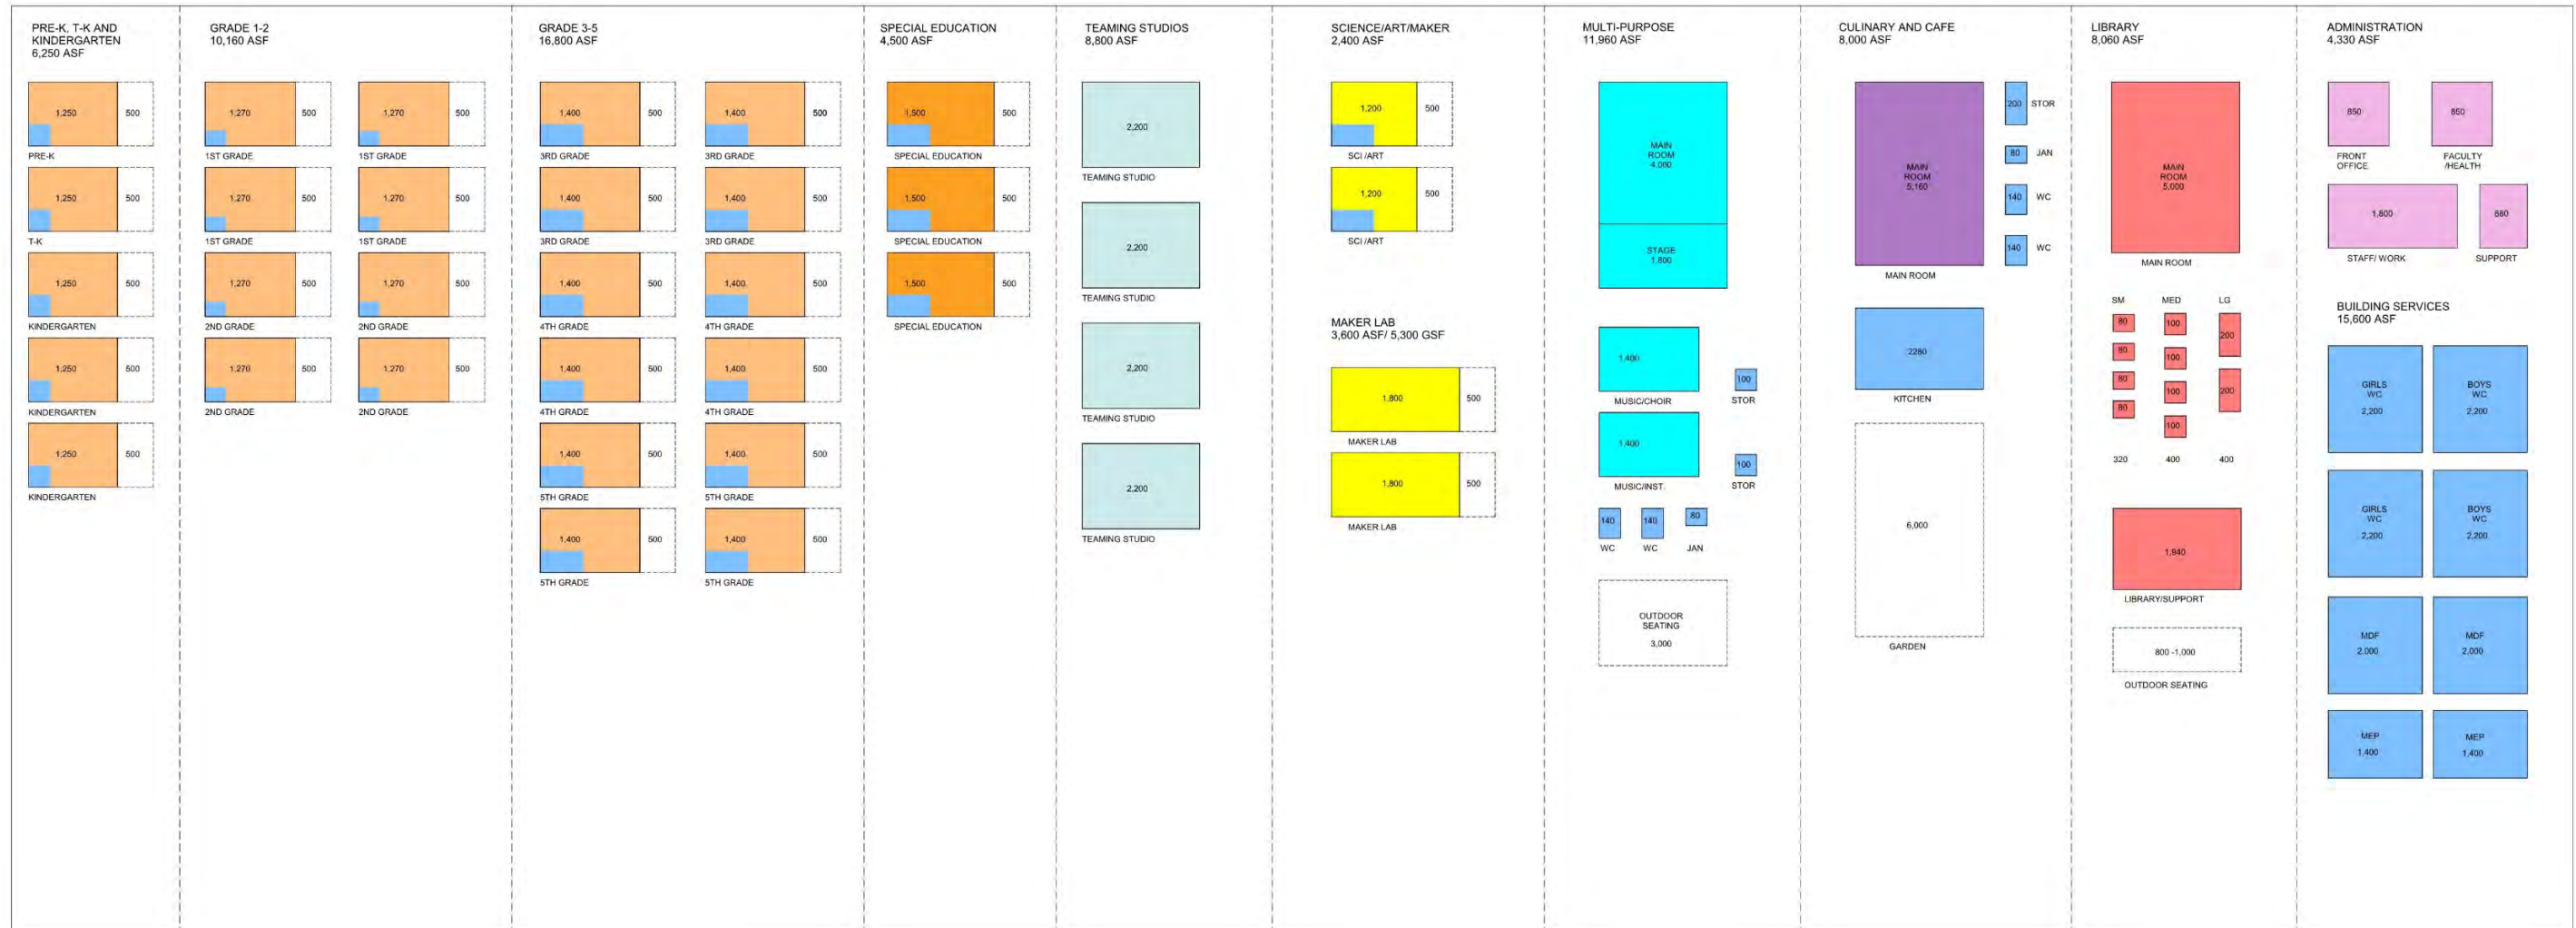 PRE-K, T-K AND
KINDERGARTEN
6,250 ASF
1,250
500
PRE-K
1,250
500
T-K
1,250
500
KINDERGARTEN
1,250
500
KINDERGARTEN
1,250
500
KINDERGARTEN
GRADE 1-2
10,160 ASF
1,270
500
1,270
500
1ST GRADE
1ST GRADE
1,270
500
1,270
500
1ST GRADE
1ST GRADE
1,270
500
1,270
500
2ND GRADE
2ND GRADE
1,270
500
1,270
500
2ND GRADE
2ND GRADE
GRADE 3-5
16,800 ASF
1,400
500
1,400
500
3RD GRADE
3RD GRADE
1,400
500
1,400
500
3RD GRADE
3RD GRADE
1,400
500
1,400
500
4TH GRADE
4TH GRADE
1,400
500
1,400
500
4TH GRADE
4TH GRADE
1,400
500
1,400
500
5TH GRADE
5TH GRADE
1,400
500
1,400
500
5TH GRADE
5TH GRADE
SPECIAL EDUCATION
4,500 ASF
1,500
500
SPECIAL EDUCATION
1,500
500
SPECIAL EDUCATION
1,500
500
SPECIAL EDUCATION
TEAMING STUDIOS
8,800 ASF
2,200
TEAMING STUDIO
2,200
TEAMING STUDIO
2,200
TEAMING STUDIO
2,200
TEAMING STUDIO
SCIENCE/ART/MAKER
2,400 ASF
1,200
500
SCI /ART
1,200
500
SCI /ART
MAKER LAB
3,600 ASF/ 5,300 GSF
1,800
500
MAKER LAB
1,800
500
MAKER LAB
MULTI-PURPOSE
11,960 ASF
MAIN
ROOM
4,000
STAGE
1,800
1,400
100
MUSIC/CHOIR
STOR
1,400
100
MUSIC/INST.
STOR
140
140
80
WC
WC
JAN
OUTDOOR
SEATING
3,000
CULINARY AND CAFE
8,000 ASF
MAIN
ROOM
5,160
MAIN ROOM
200
STOR
80
JAN
140
WC
140
WC
2280
KITCHEN
6,000
GARDEN
LIBRARY
8,060 ASF
MAIN
ROOM
5,000
MAIN ROOM
SM
MED
LG
80
80
80
80
100
100
100
100
200
200
320
400
400
1,940
LIBRARY/SUPPORT
800 -1,000
OUTDOOR SEATING
ADMINISTRATION
4,330 ASF
850
850
FRONT
OFFICE
FACULTY
/HEALTH
1,800
880
STAFF/ WORK
SUPPORT
BUILDING SERVICES
15,600 ASF
GIRLS
WC
2,200
BOYS
WC
2,200
GIRLS
WC
2,200
BOYS
WC
2,200
MDF
2,000
MDF
2,000
MEP
1,400
MEP
1,400